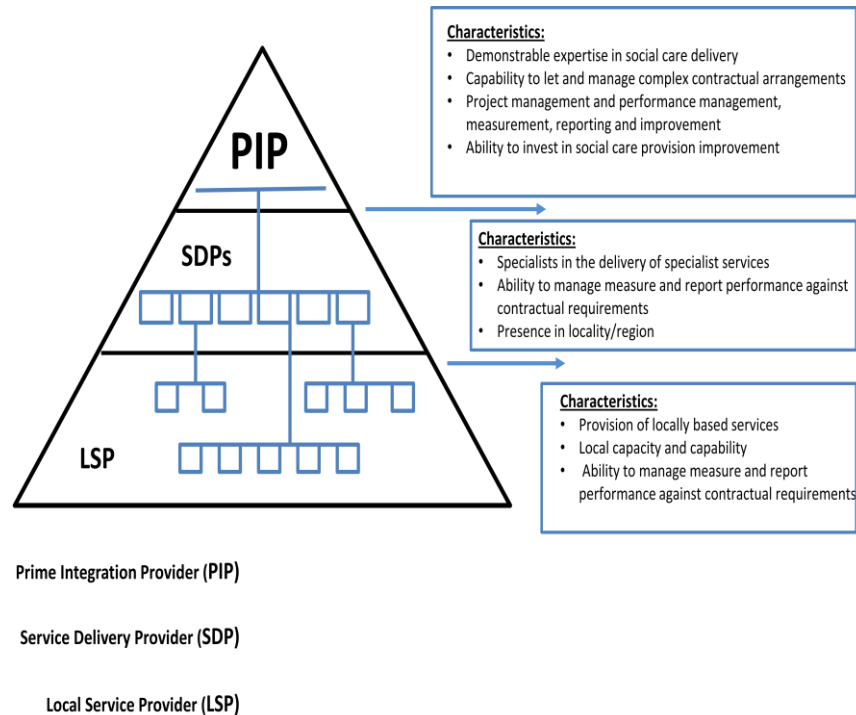 PIP
SDPs
LSP
Characteristics:
• Demonstrable expertise in social care delivery
• Capability to let and manage complex contractual arrangements
• Project management and performance management,
measurement, reporting and improvement
• Ability to invest in social care provision improvement
Characteristics:
• Specialists in the delivery of specialist services
• Ability to manage measure and report performance against
contractual requirements
• Presence in locality/region
Characteristics:
• Provision of locally based services
• Local capacity and capability
• Ability to manage measure and report
performance against contractual requirements
Prime Integration Provider (PIP)
Service Delivery Provider (SDP)
Local Service Provider (LSP)